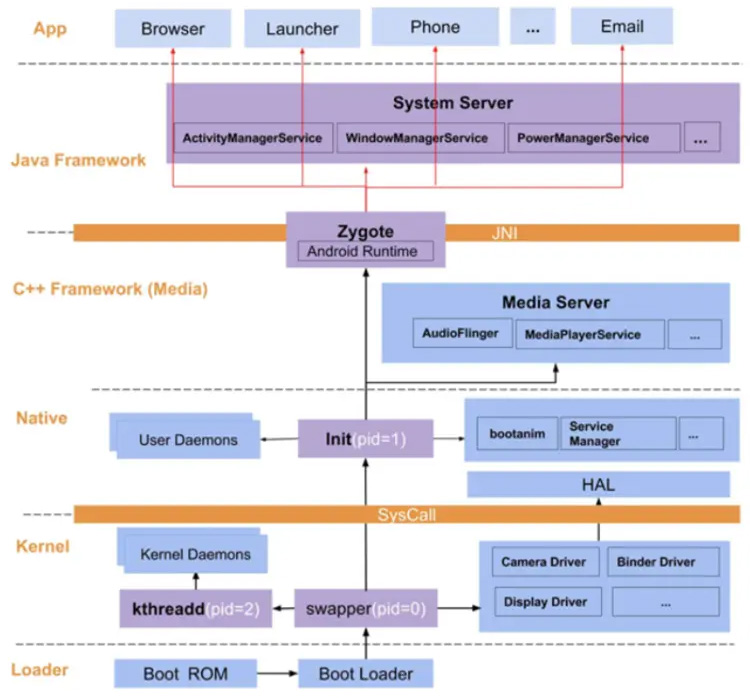 App
Browser
Launcher
Phone
...
Email
System Server
ActivityManagerService
WindowManagerService
PowerManagerService
...
Java Framework
Zygote
Android Runtime
JNI
C++ Framework (Media)
Media Server
AudioFlinger
MediaPlayerService
...
Native
User Daemons
Init(pid=1)
bootanim
Service
Manager
...
HAL
SysCall
Kernel
Kernel Daemons
Camera Driver
Binder Driver
kthreadd(pid=2)
swapper(pid=0)
Display Driver
...
Loader
Boot ROM
Boot Loader